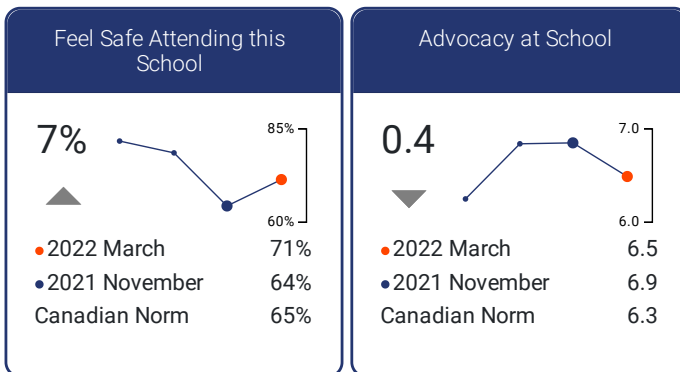 Feel Safe Attending this
School
7%
85%
60%
2022 March 71%
2021 November 64%
Canadian Norm 65%
Advocacy at School
0.4
7.0
6.0
2022 March 6.5
2021 November 6.9
Canadian Norm 6.3